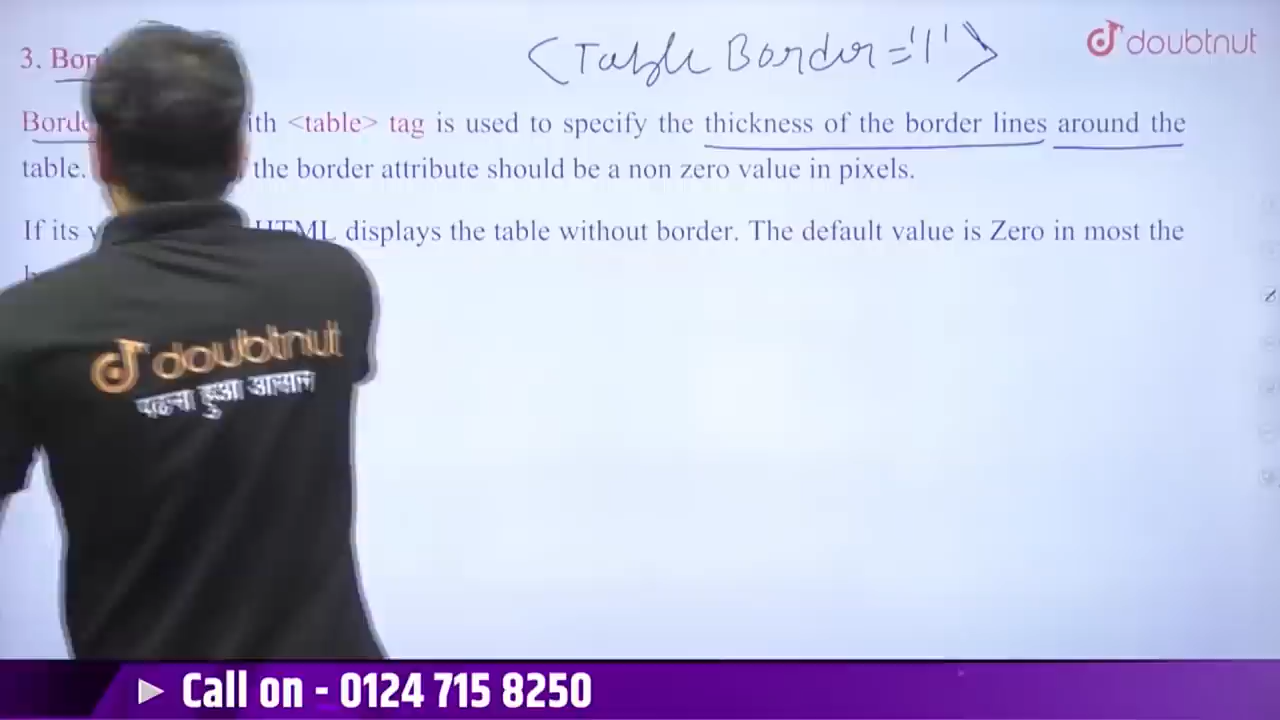 <Table Border='1'>
doubtnut
3. Bor
Borde ith <table> tag is used to specify the thickness of the border lines around the
table. the border attribute should be a non zero value in pixels.
If its HTML displays the table without border. The default value is Zero in most the
doubtnut
पढना हुआ आसान
Call on - 0124 715 8250